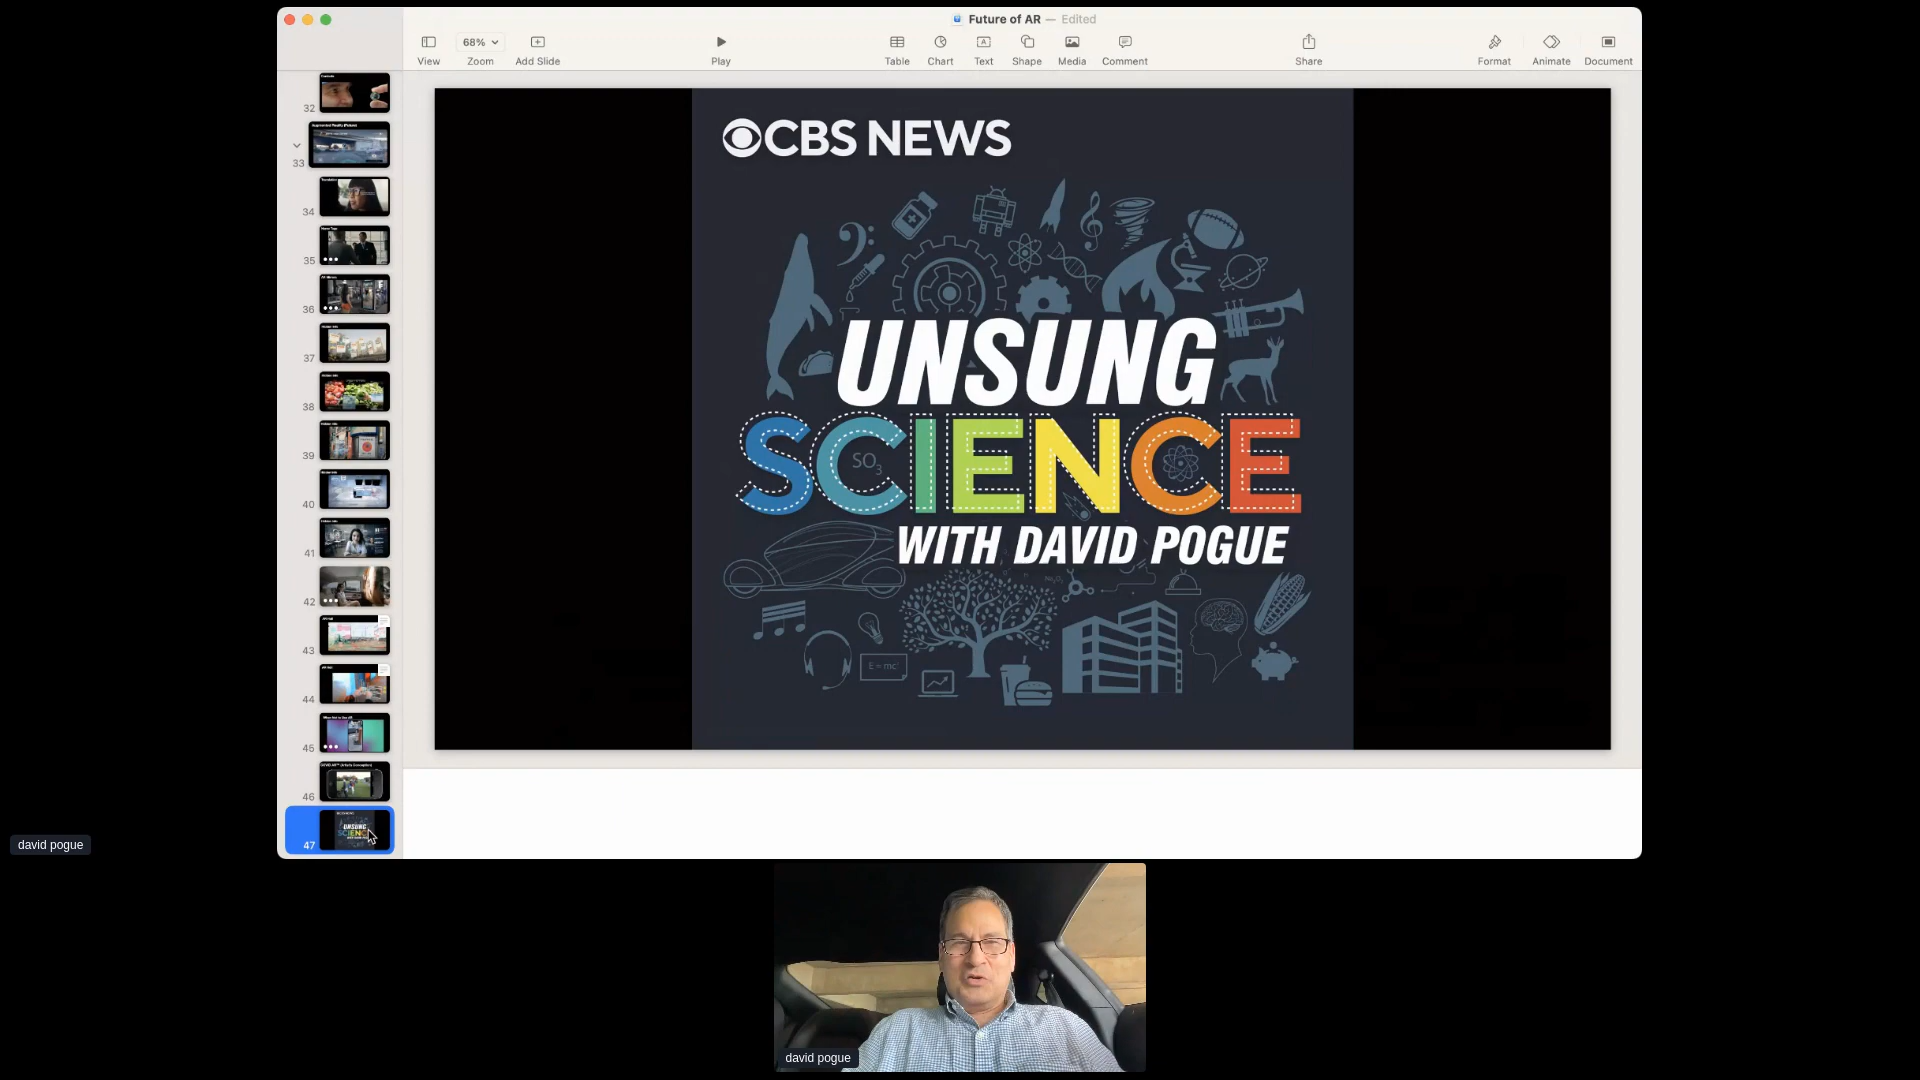 Future of AR — Edited
68%
View
Zoom
Add Slide
Play
Table
Chart
Text
Shape
Media
Comment
Share
Format
Animate
Document
32
33
34
35
36
37
38
39
40
41
42
43
44
45
46
47
CBS NEWS
UNSUNG
SCIENCE
SO3
WITH DAVID POGUE
E=mc²
david pogue
david pogue